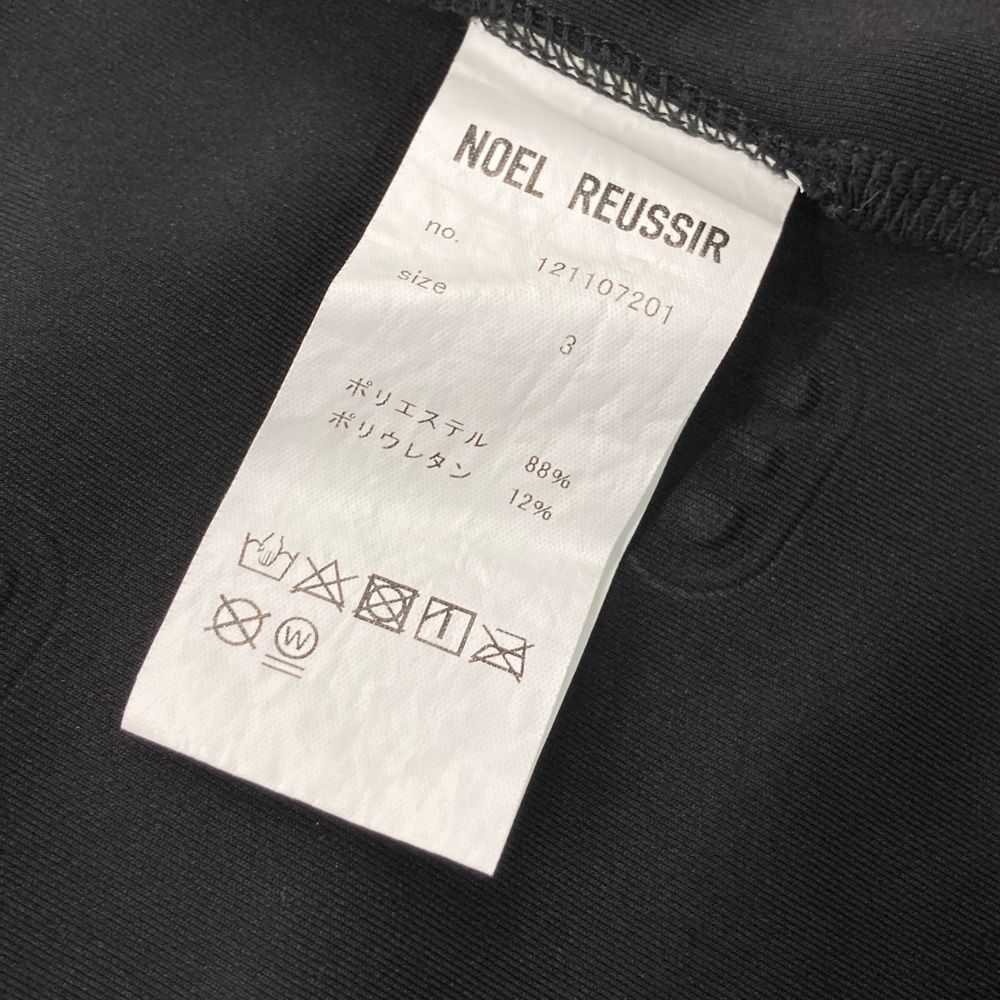 NOEL REUSSIR
no. 121107201
size 3
ポリエステル 88%
ポリウレタン 12%
W